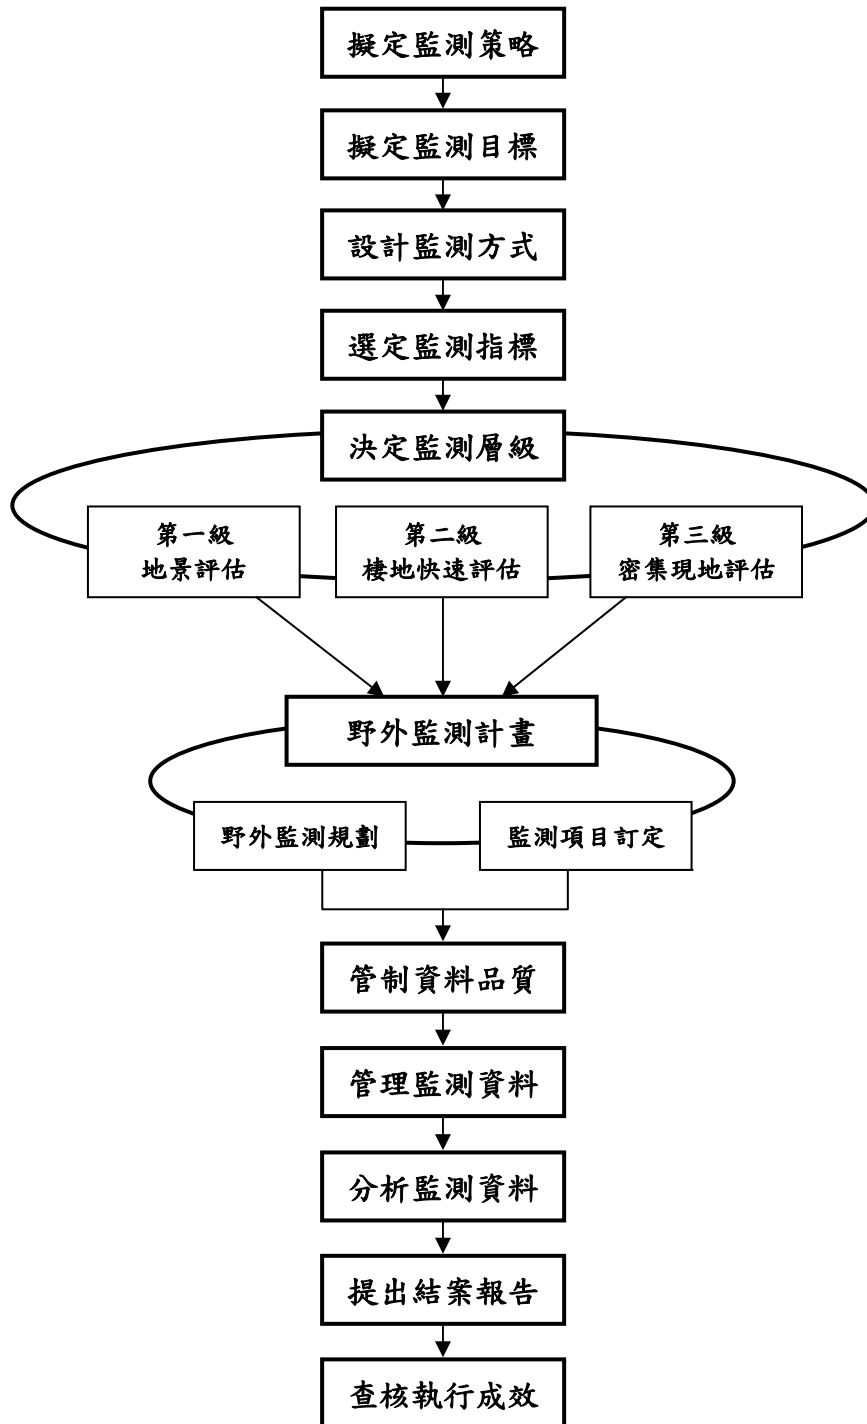 擬定監測策略
擬定監測目標
設計監測方式
選定監測指標
決定監測層級
第一級
地景評估
第二級
棲地快速評估
第三級
密集現地評估
野外監測計畫
野外監測規劃
監測項目訂定
管制資料品質
管理監測資料
分析監測資料
提出結案報告
查核執行成效